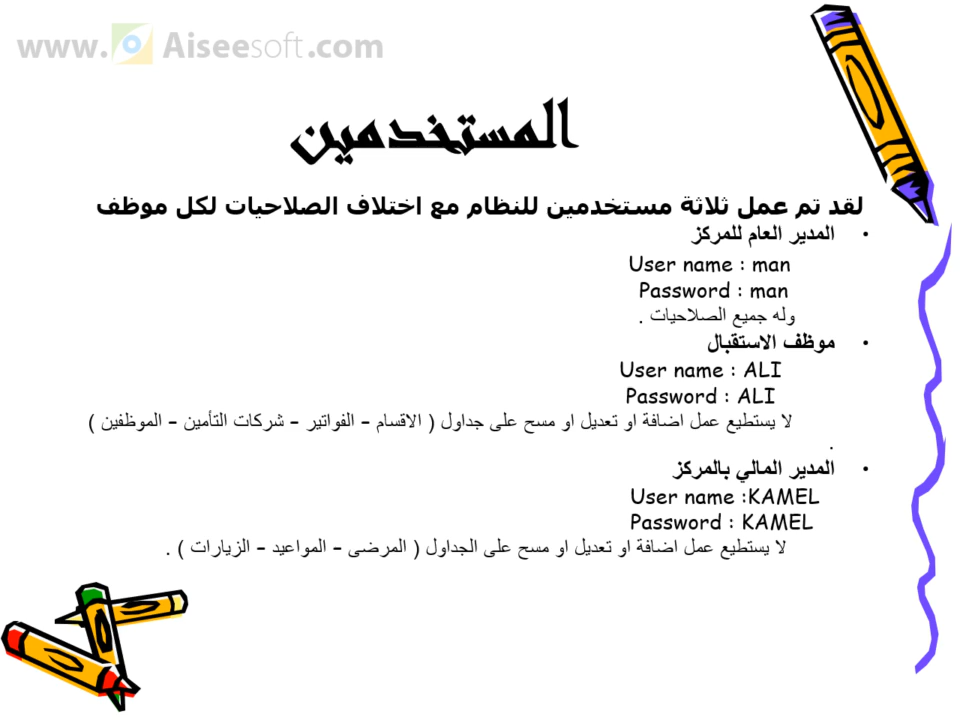 www.Aiseesoft.com
المستخدمين
لقد تم عمل ثلاثة مستخدمين للنظام مع اختلاف الصلاحيات لكل موظف
• المدير العام للمركز
User name : man
Password : man
وله جميع الصلاحيات .
• موظف الاستقبال
User name : ALI
Password : ALI
لا يستطيع عمل اضافة او تعديل او مسح على جداول ( الاقسام – الفواتير – شركات التأمين – الموظفين )
.
• المدير المالي بالمركز
User name :KAMEL
Password : KAMEL
لا يستطيع عمل اضافة او تعديل او مسح على الجداول ( المرضى – المواعيد – الزيارات ) .